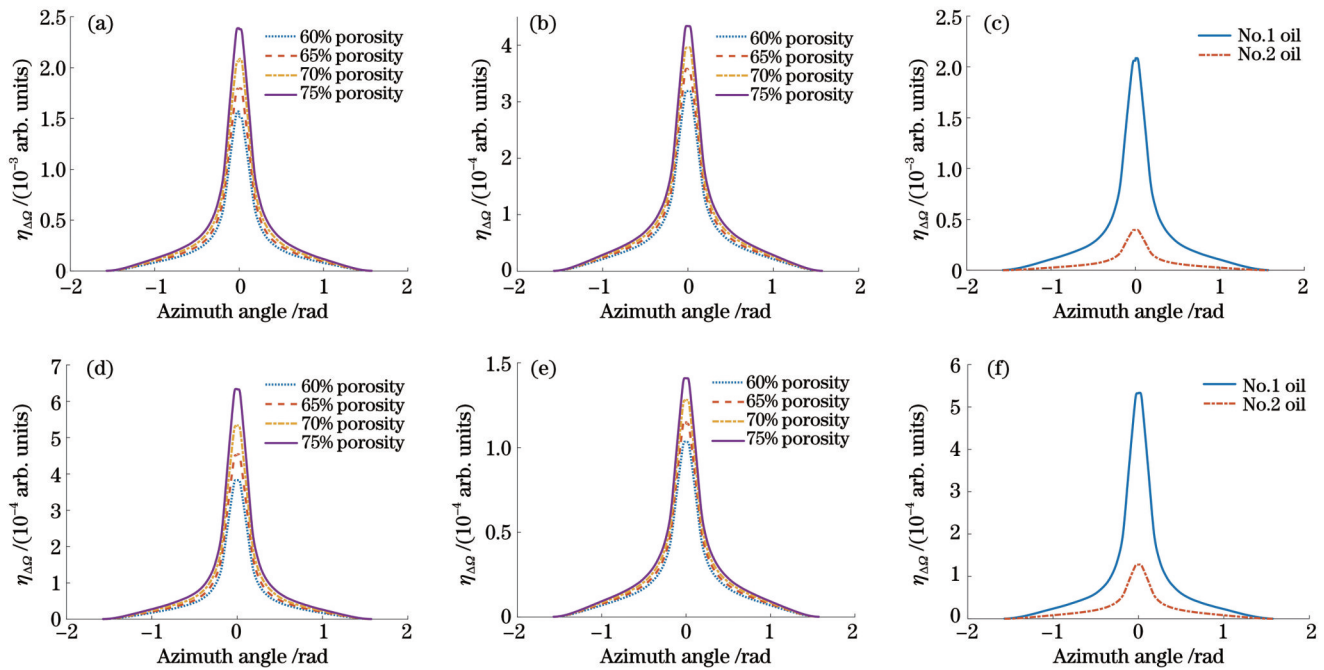 (a)
60% porosity
65% porosity
70% porosity
75% porosity
2.5
2.0
1.5
1.0
0.5
0
−2
−1
0
1
2
η_ΔΩ /(10⁻³ arb. units)
Azimuth angle /rad
(b)
60% porosity
65% porosity
70% porosity
75% porosity
4
3
2
1
0
−2
−1
0
1
2
η_ΔΩ /(10⁻⁴ arb. units)
Azimuth angle /rad
(c)
No.1 oil
No.2 oil
2.5
2.0
1.5
1.0
0.5
0
−2
−1
0
1
2
η_ΔΩ /(10⁻³ arb. units)
Azimuth angle /rad
(d)
60% porosity
65% porosity
70% porosity
75% porosity
7
6
5
4
3
2
1
0
−2
−1
0
1
2
η_ΔΩ /(10⁻⁴ arb. units)
Azimuth angle /rad
(e)
60% porosity
65% porosity
70% porosity
75% porosity
1.5
1.0
0.5
0
−2
−1
0
1
2
η_ΔΩ /(10⁻⁴ arb. units)
Azimuth angle /rad
(f)
No.1 oil
No.2 oil
6
5
4
3
2
1
0
−2
−1
0
1
2
η_ΔΩ /(10⁻⁴ arb. units)
Azimuth angle /rad